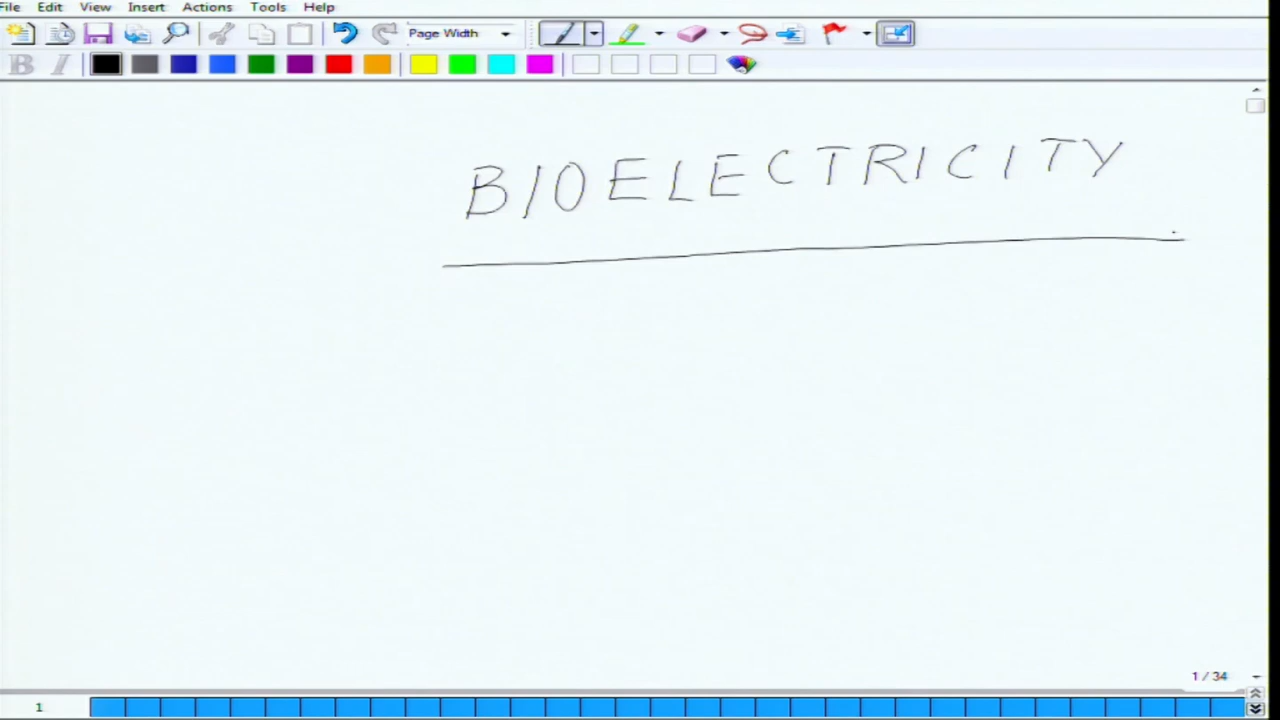 File Edit View Insert Actions Tools Help
Page Width
B I
BIOELECTRICITY
1 / 34
1